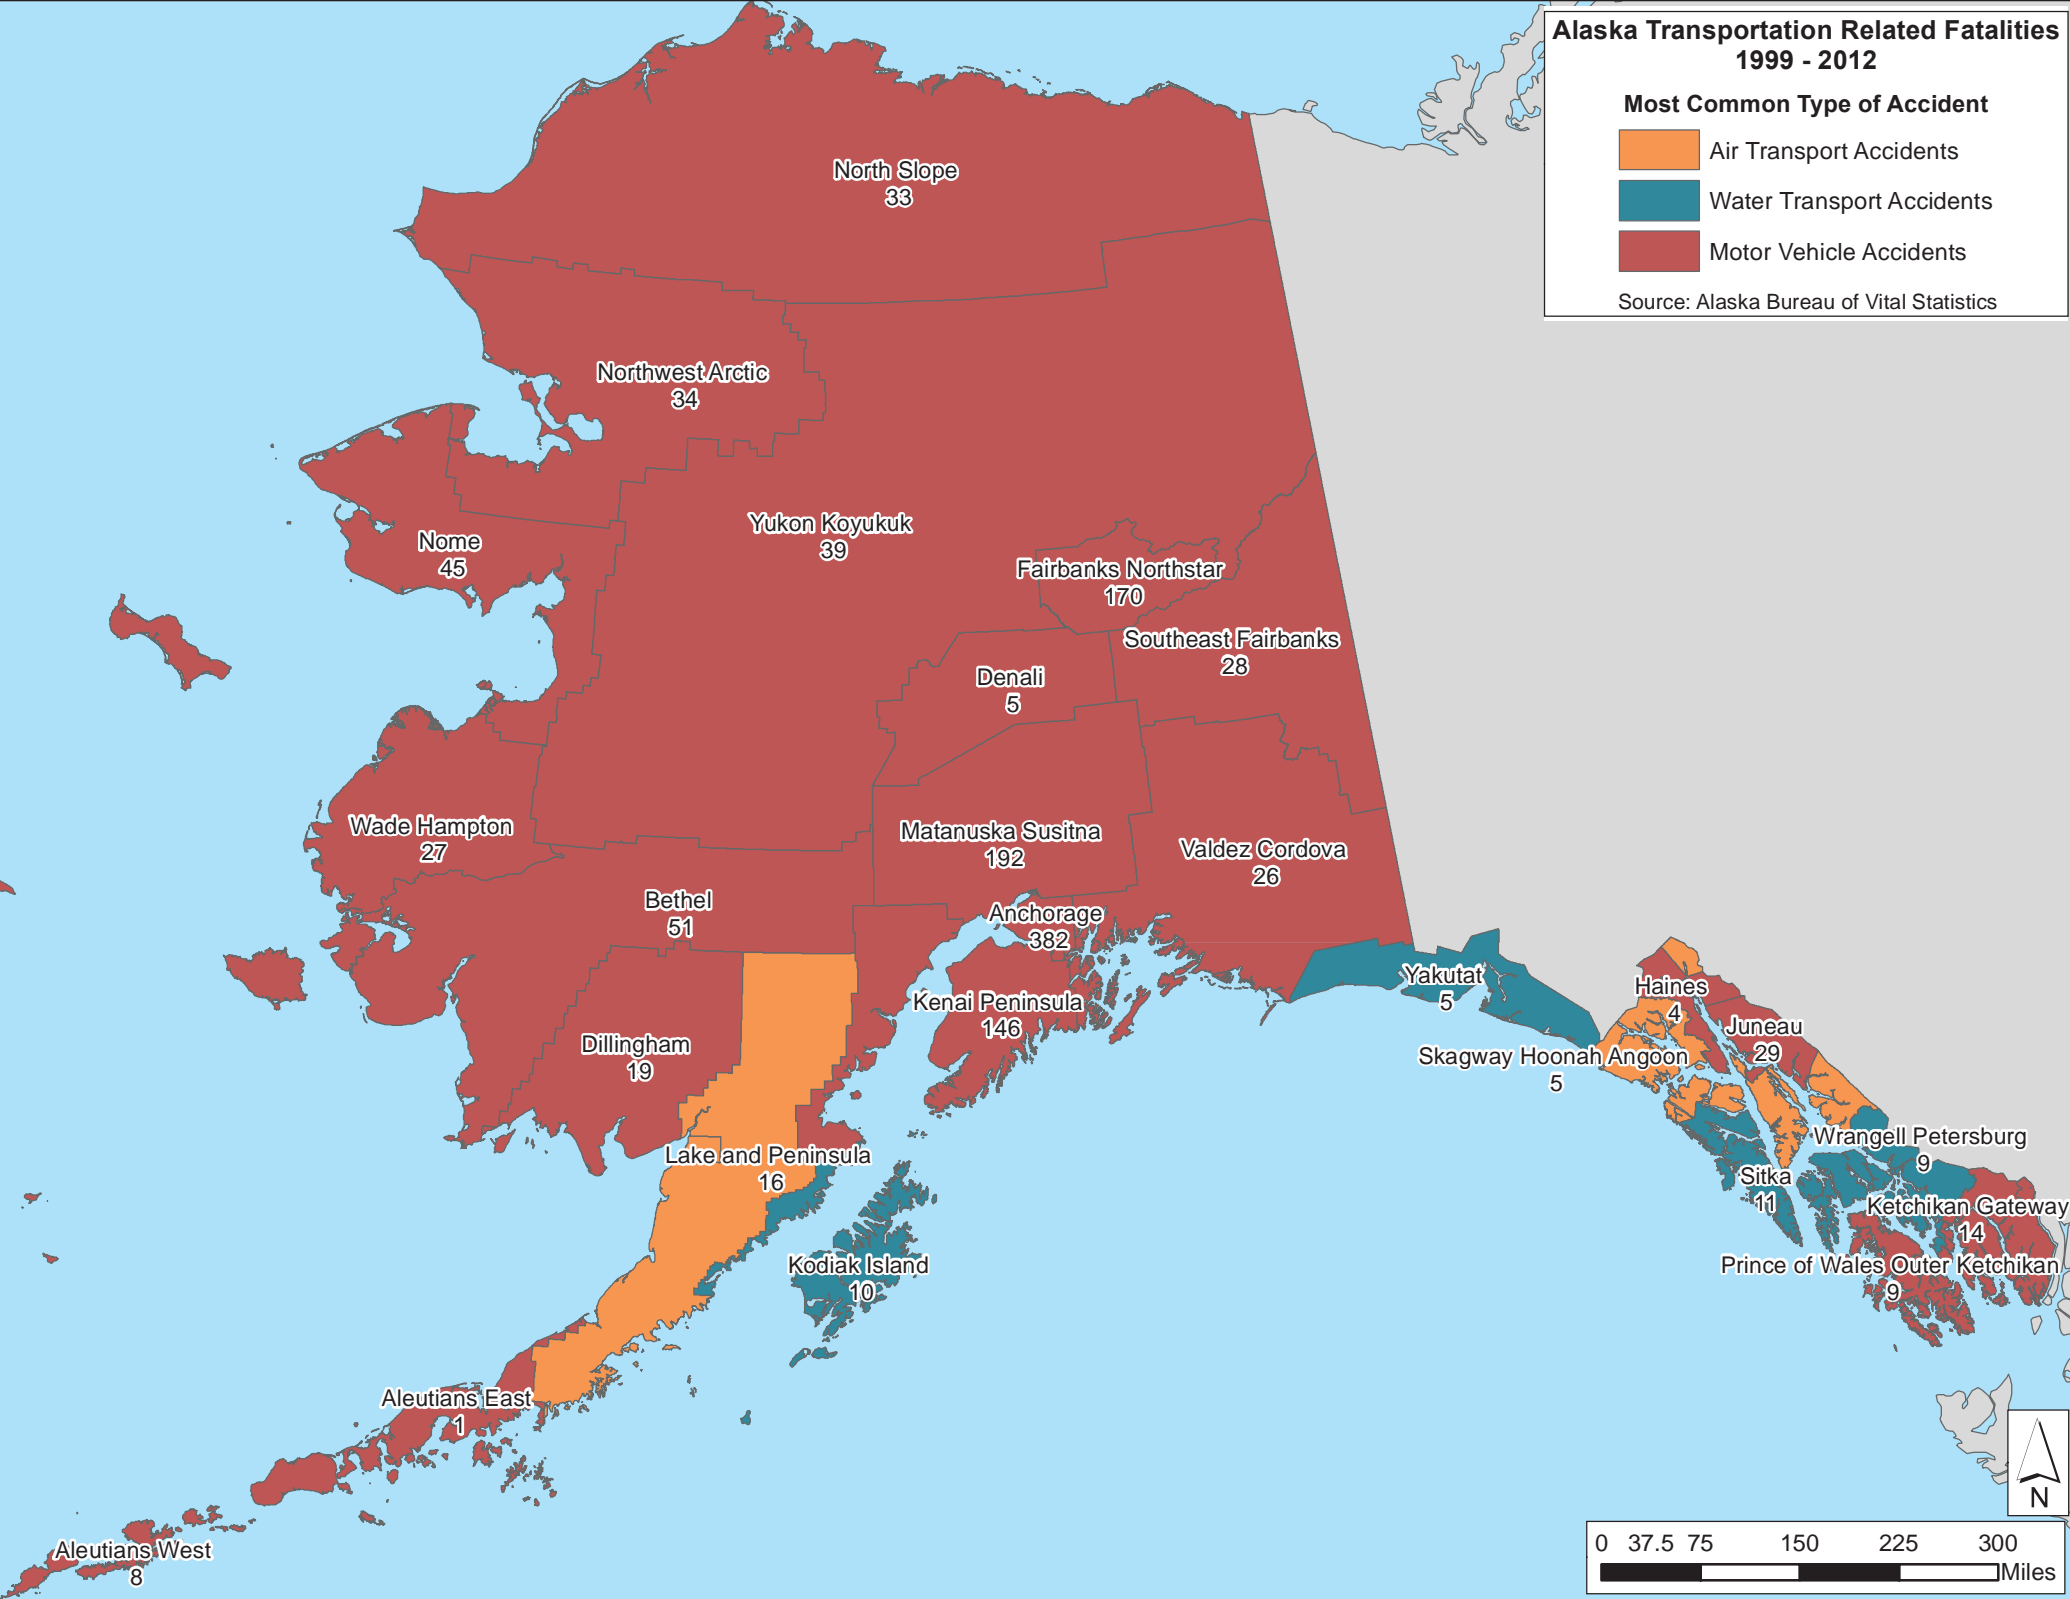 Alaska Transportation Related Fatalities
1999 - 2012
Most Common Type of Accident
Air Transport Accidents
Water Transport Accidents
Motor Vehicle Accidents
Source: Alaska Bureau of Vital Statistics
North Slope
33
Northwest Arctic
34
Nome
45
Yukon Koyukuk
39
Fairbanks Northstar
170
Southeast Fairbanks
28
Denali
5
Wade Hampton
27
Matanuska Susitna
192
Valdez Cordova
26
Bethel
51
Anchorage
382
Kenai Peninsula
146
Dillingham
19
Yakutat
5
Haines
4
Juneau
29
Skagway Hoonah Angoon
5
Lake and Peninsula
16
Wrangell Petersburg
9
Sitka
11
Ketchikan Gateway
14
Prince of Wales Outer Ketchikan
9
Kodiak Island
10
Aleutians East
1
Aleutians West
8
N
0 37.5 75 150 225 300
Miles